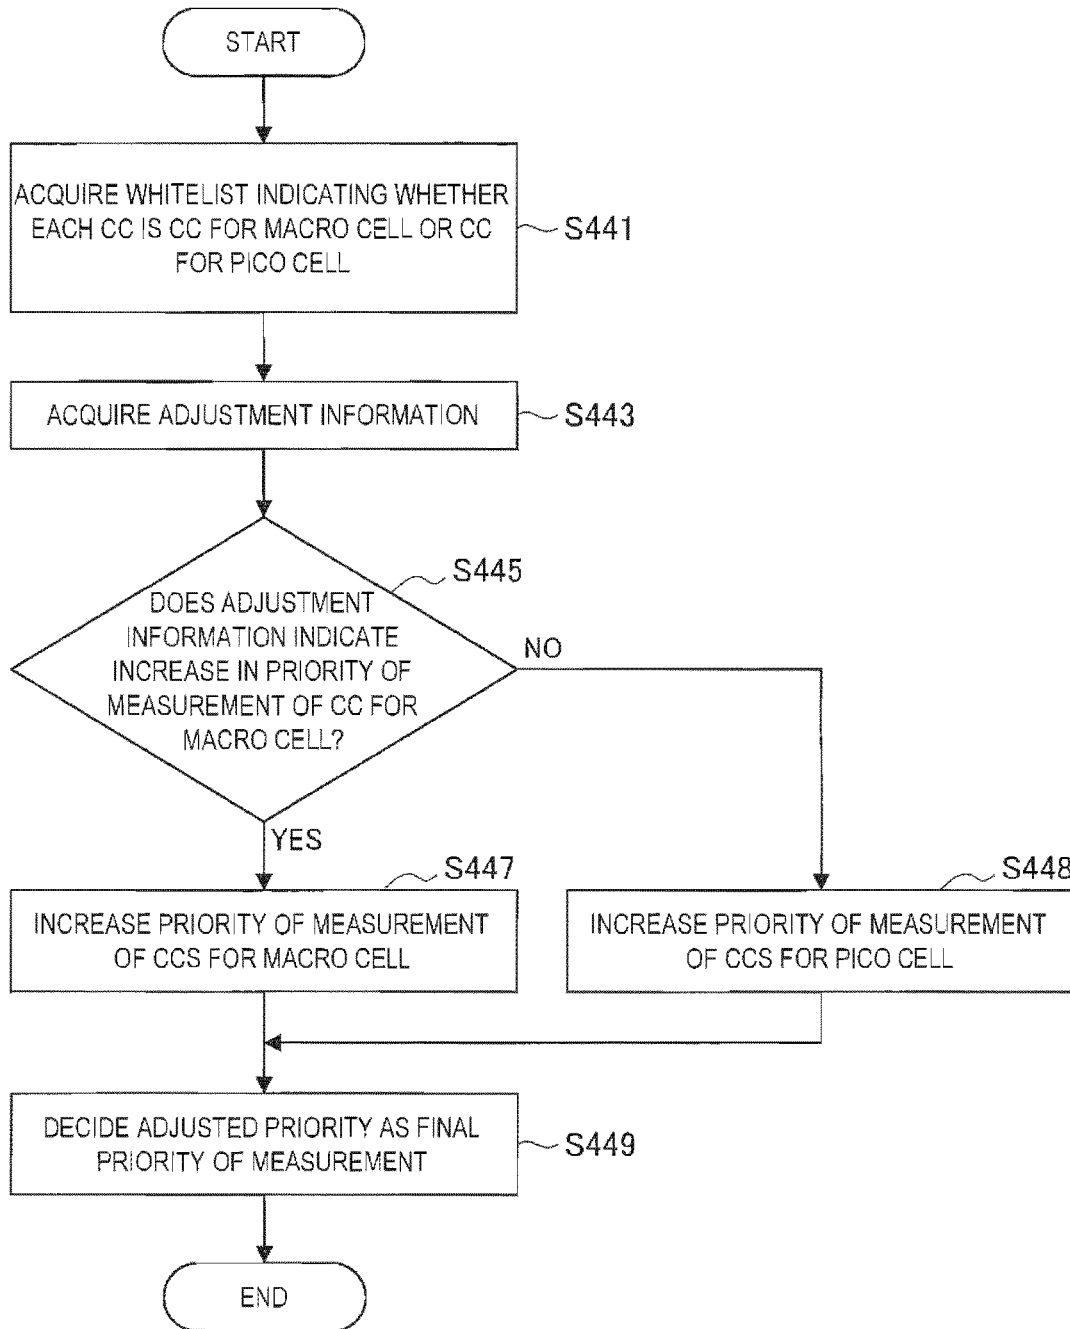 START
ACQUIRE WHITELIST INDICATING WHETHER
EACH CC IS CC FOR MACRO CELL OR CC
FOR PICO CELL
S441
ACQUIRE ADJUSTMENT INFORMATION
S443
S445
DOES ADJUSTMENT
INFORMATION INDICATE
INCREASE IN PRIORITY OF
MEASUREMENT OF CC FOR
MACRO CELL?
NO
YES
S447
INCREASE PRIORITY OF MEASUREMENT
OF CCS FOR MACRO CELL
S448
INCREASE PRIORITY OF MEASUREMENT
OF CCS FOR PICO CELL
DECIDE ADJUSTED PRIORITY AS FINAL
PRIORITY OF MEASUREMENT
S449
END